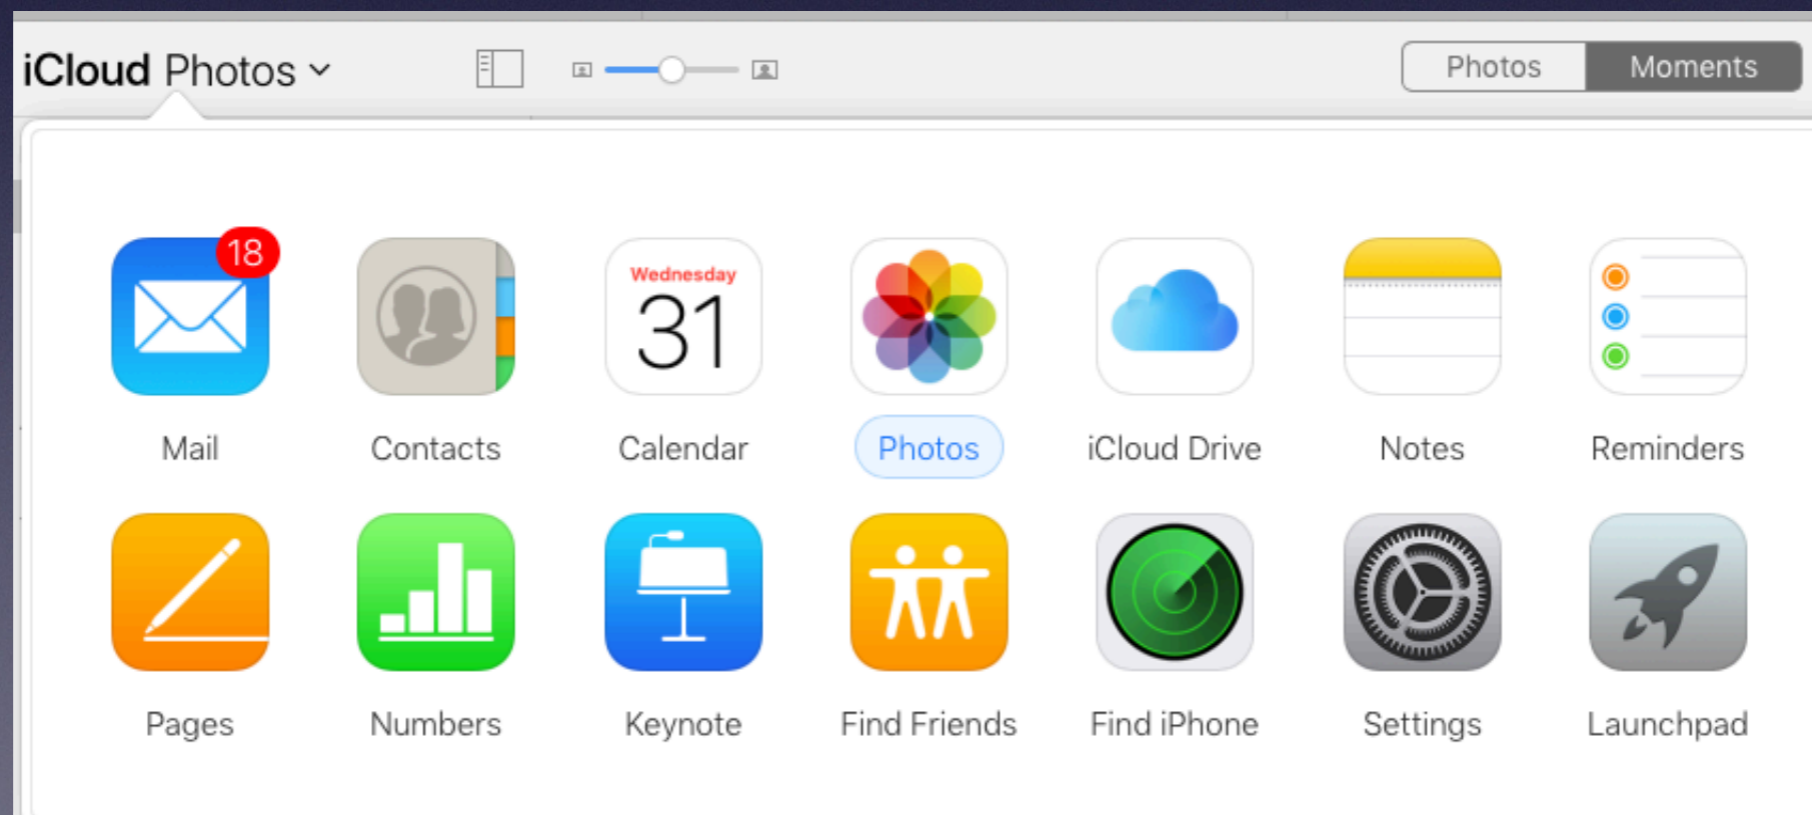 iCloud Photos
Photos Moments
18
Wednesday
31
Mail Contacts Calendar Photos iCloud Drive Notes Reminders
Pages Numbers Keynote Find Friends Find iPhone Settings Launchpad